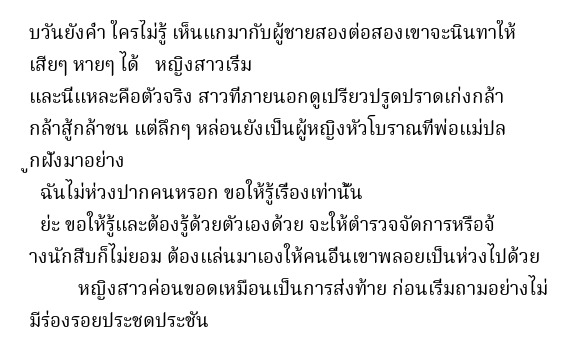 บวันยังค่ำ ใครไม่รู้ เห็นแกมากับผู้ชายสองต่อสองเขาจะนินทาให้
เสียๆ หายๆ ได้   หญิงสาวเริ่ม
และนี่แหละคือตัวจริง สาวที่ภายนอกดูเปรี้ยวปรูดปราดเก่งกล้า
กล้าสู้กล้าชน แต่ลึกๆ หล่อนยังเป็นผู้หญิงหัวโบราณที่พ่อแม่ปล
ูกฝังมาอย่าง
ฉันไม่ห่วงปากคนหรอก ขอให้รู้เรื่องเท่านั้น
ย่ะ ขอให้รู้และต้องรู้ด้วยตัวเองด้วย จะให้ตำรวจจัดการหรือจ้
างนักสืบก็ไม่ยอม ต้องแล่นมาเองให้คนอื่นเขาพลอยเป็นห่วงไปด้วย
หญิงสาวค่อนขอดเหมือนเป็นการส่งท้าย ก่อนเริ่มถามอย่างไม่
มีร่องรอยประชดประชัน